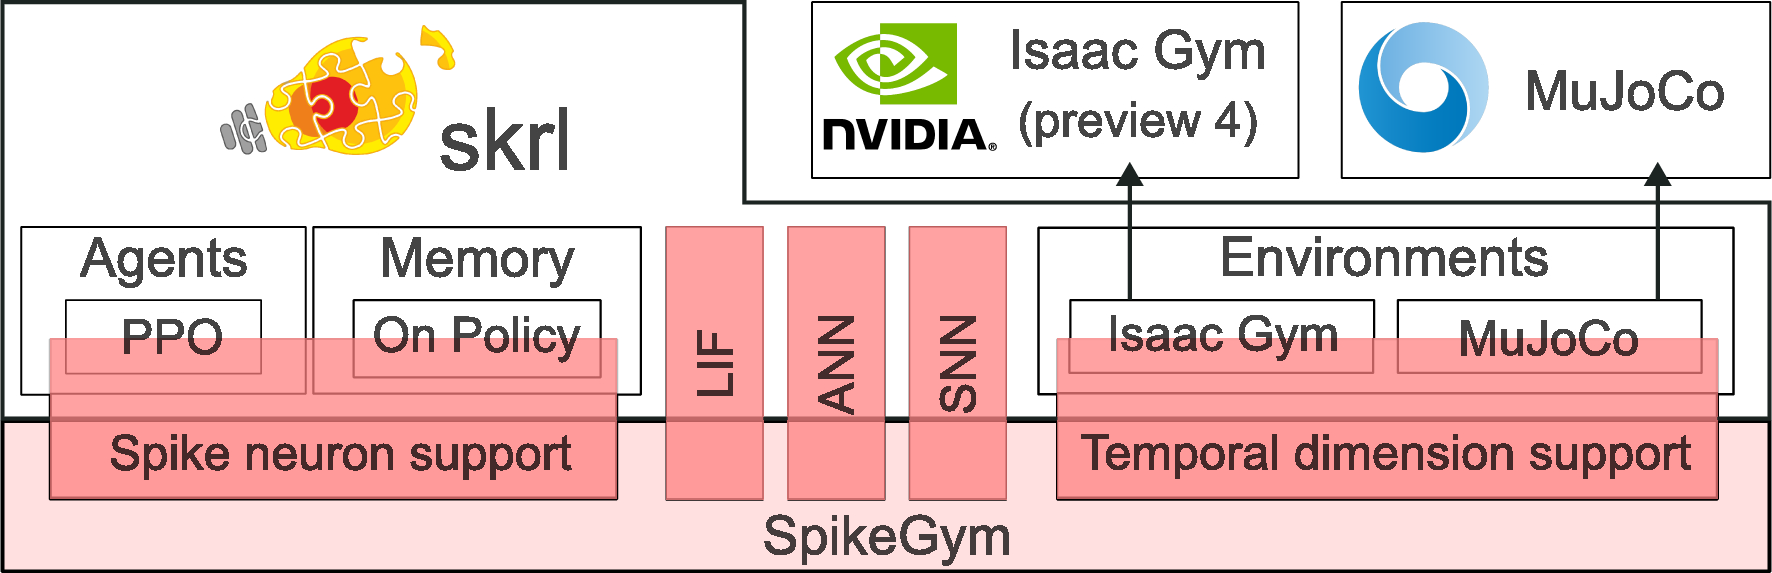 skrl
NVIDIA®
Isaac Gym
(preview 4)
MuJoCo
Agents
PPO
Memory
On Policy
LIF
ANN
SNN
Environments
Isaac Gym
MuJoCo
Spike neuron support
Temporal dimension support
SpikeGym